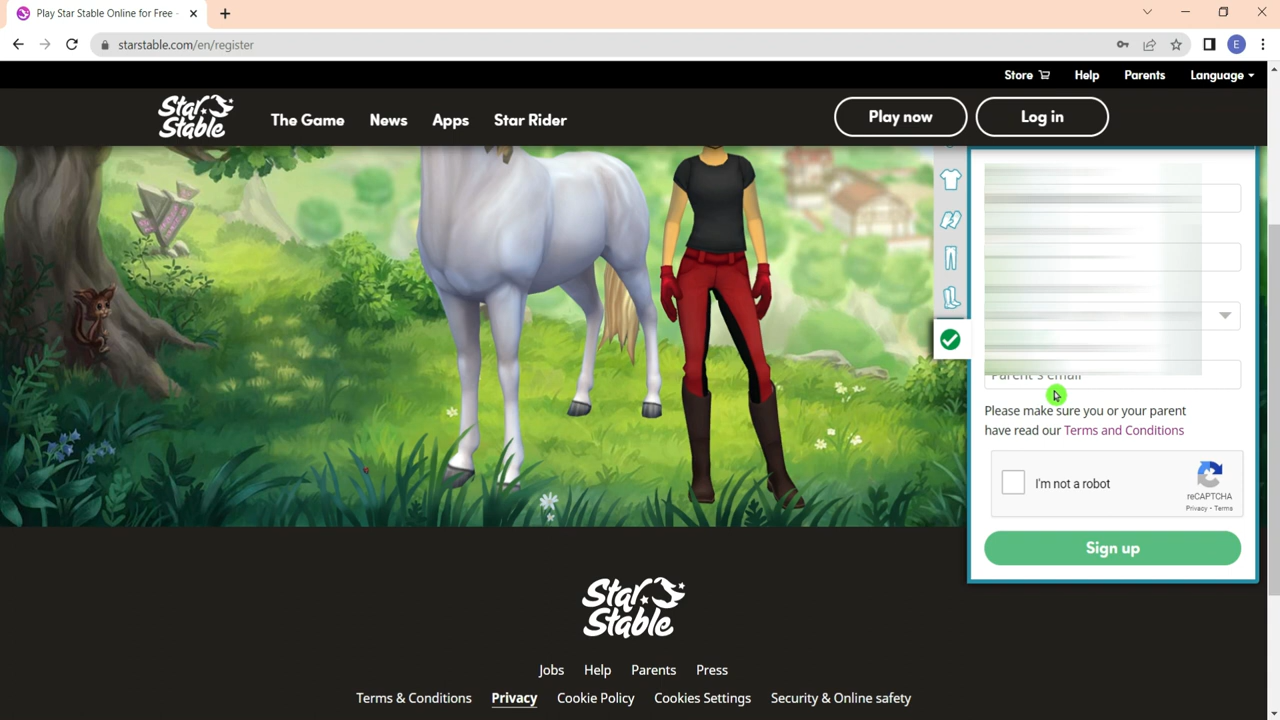 Play Star Stable Online for Free -
starstable.com/en/register
E
Store Help Parents Language
Star Stable
The Game News Apps Star Rider Play now Log in
Parent's email
Please make sure you or your parent
have read our Terms and Conditions
I'm not a robot
reCAPTCHA
Privacy - Terms
Sign up
Star
Stable
Jobs Help Parents Press
Terms & Conditions Privacy Cookie Policy Cookies Settings Security & Online safety